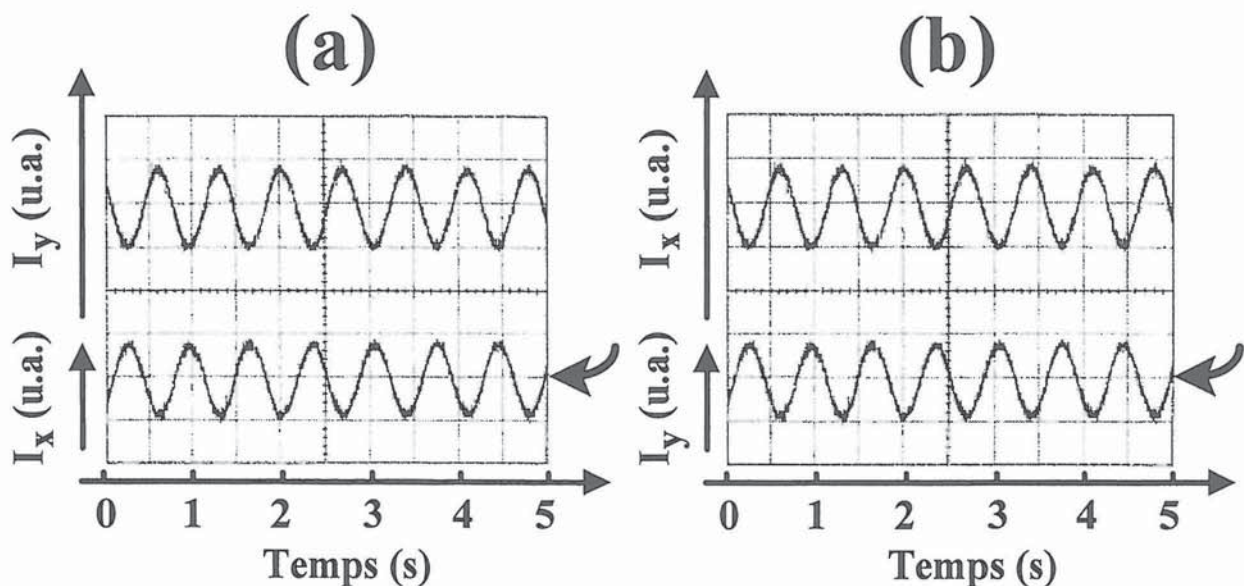 (a)
I_y (u.a.)
I_x (u.a.)
0 1 2 3 4 5
Temps (s)
(b)
I_x (u.a.)
I_y (u.a.)
0 1 2 3 4 5
Temps (s)